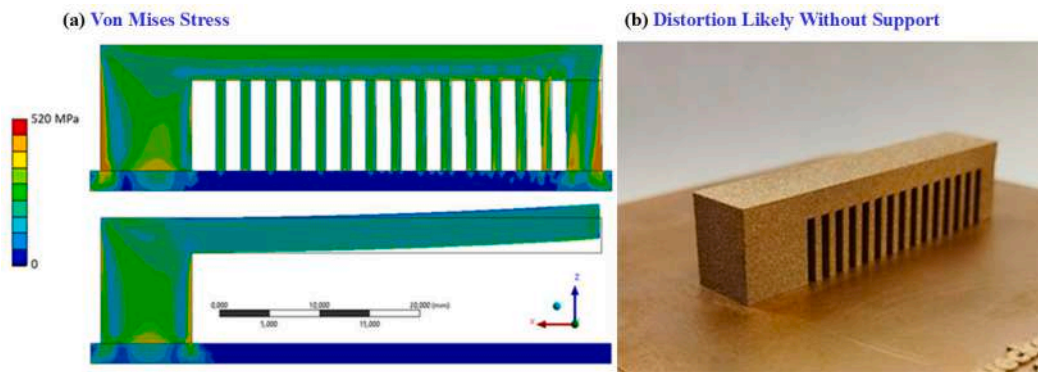 (a) Von Mises Stress
(b) Distortion Likely Without Support
520 MPa
0
0,000 10,000 20,000 (mm)
5,000 15,000
Z
X